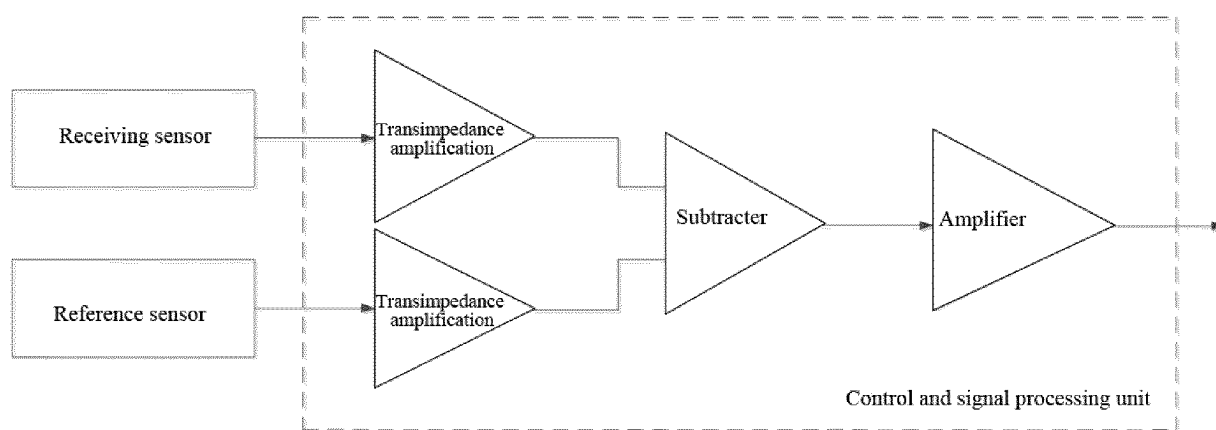 Receiving sensor
Transimpedance
amplification
Subtracter
Amplifier
Reference sensor
Transimpedance
amplification
Control and signal processing unit